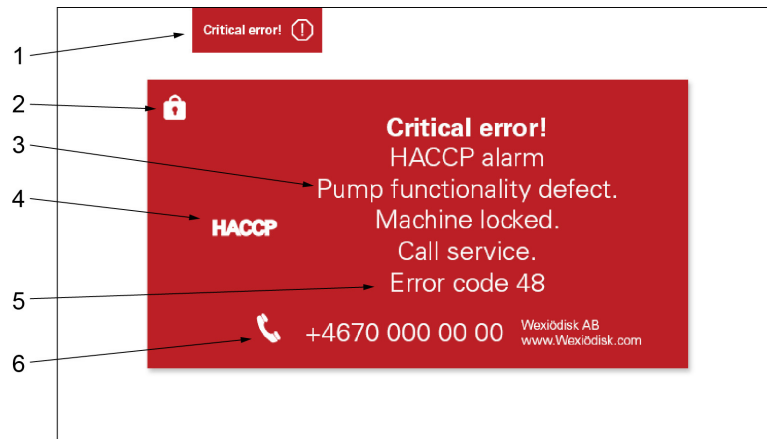 Critical error!
1
2
Critical error!
HACCP alarm
3
Pump functionality defect.
4
Machine locked.
HACCP
Call service.
5
Error code 48
6
+4670 000 00 00
Wexiödisk AB
www.Wexiödisk.com